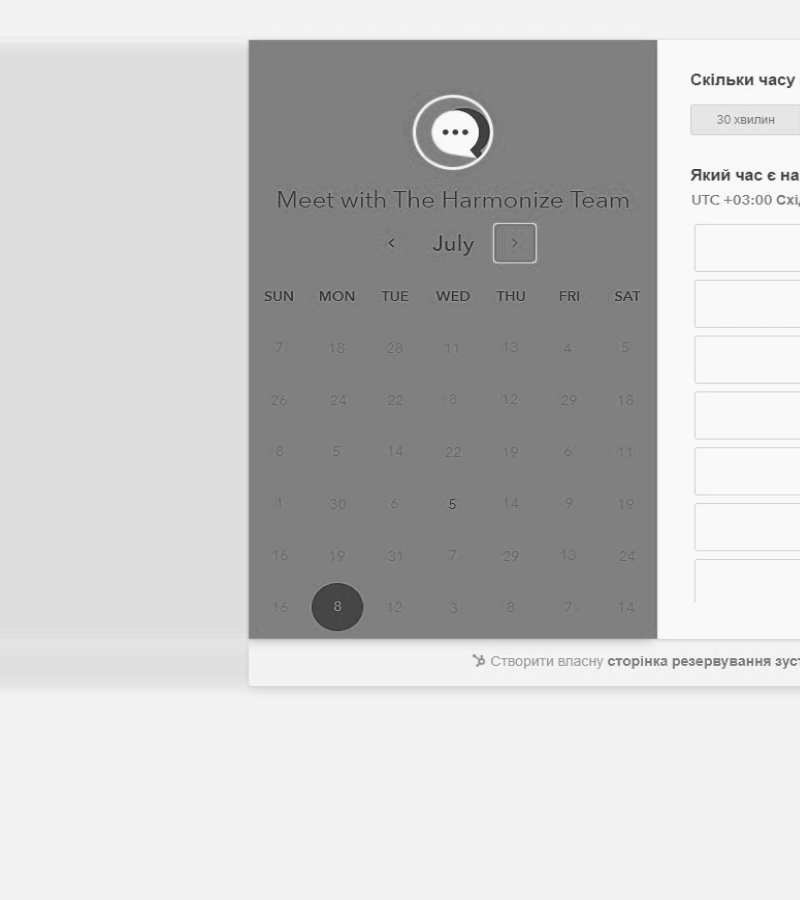 Meet with The Harmonize Team
July
SUN MON TUE WED THU FRI SAT
7 18 28 11 13 4 5
26 24 22 8 12 29 18
8 5 14 22 19 6 11
1 30 6 5 14 9 19
16 19 31 7 29 13 24
16 8 12 3 8 7 14
Скільки часу
30 хвилин
Який час є на
UTC +03:00 Схі
Створити власну сторінка резервування зуст